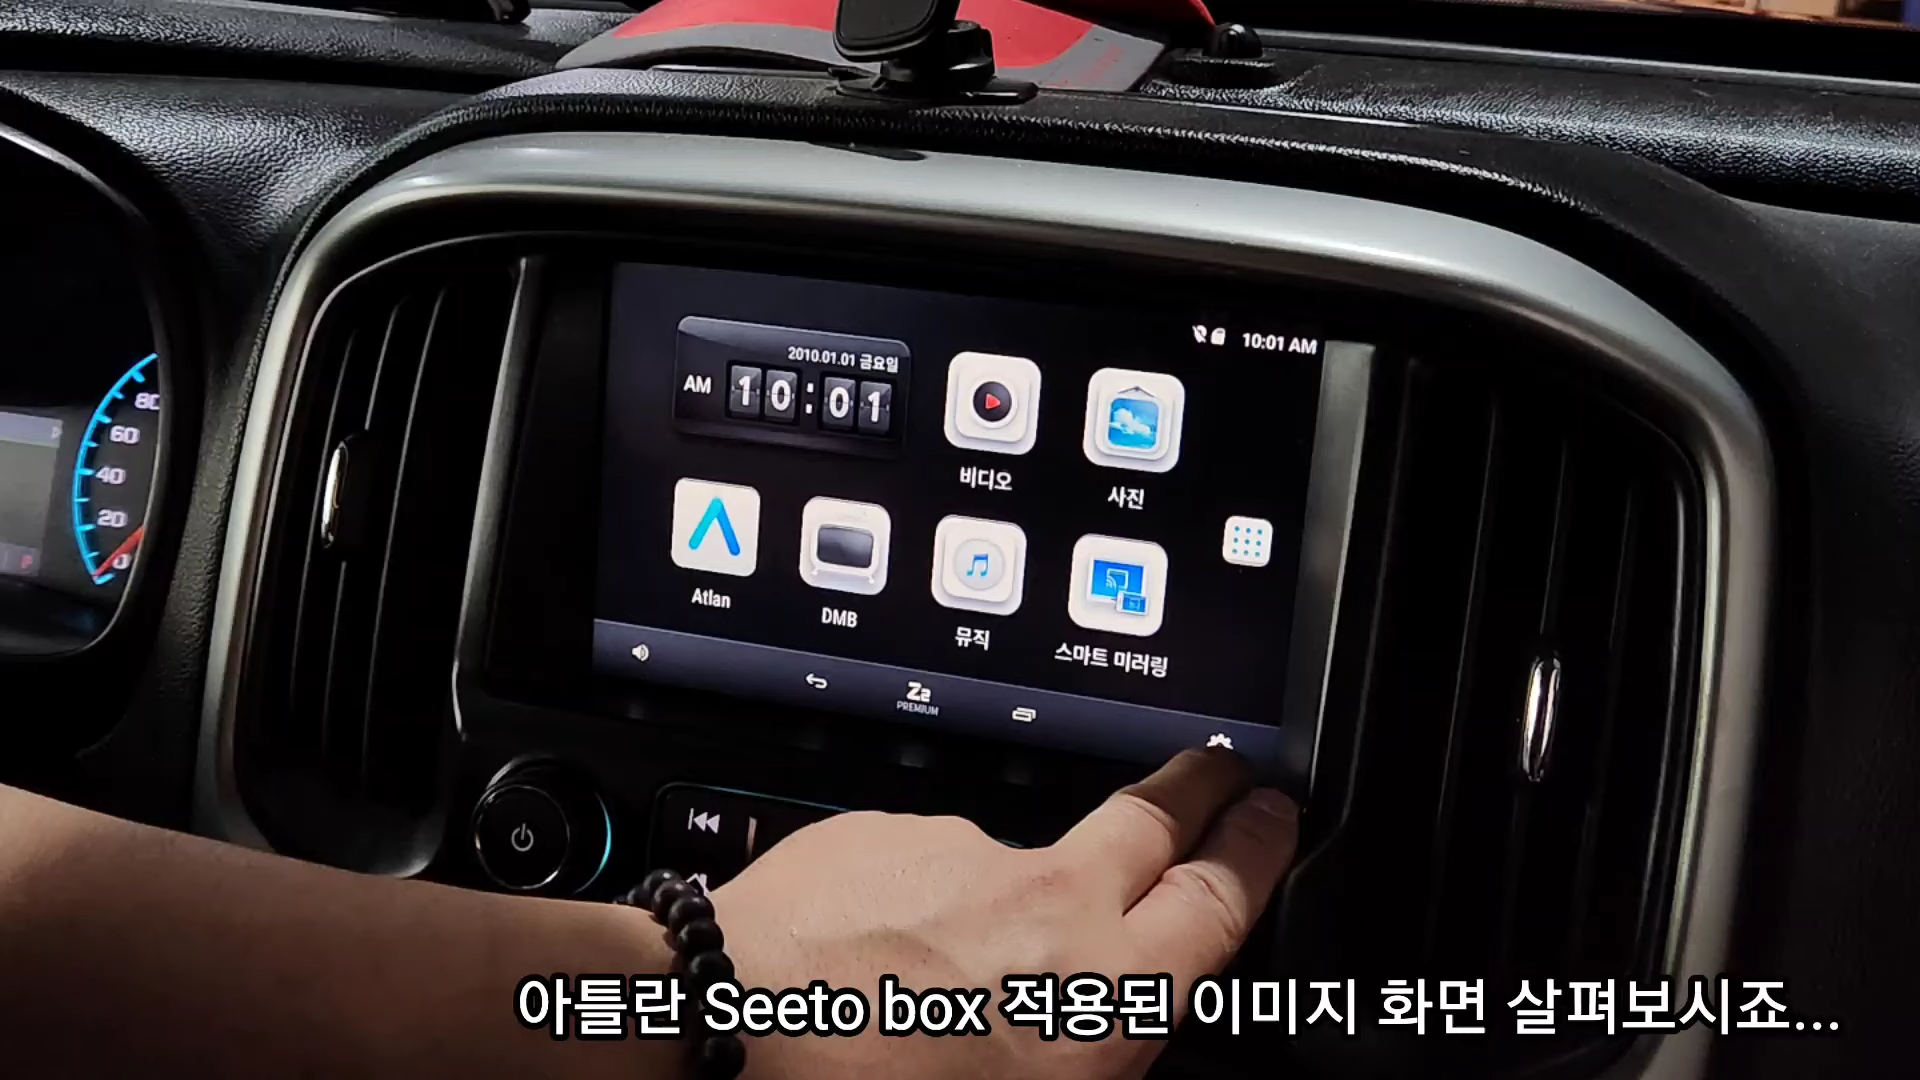 10:01 AM
2010.01.01 금요일
AM 10:01
비디오
사진
Atlan
DMB
뮤직
스마트 미러링
Z2
PREMIUM
80
60
40
20
0
아틀란 Seeto box 적용된 이미지 화면 살펴보시죠...